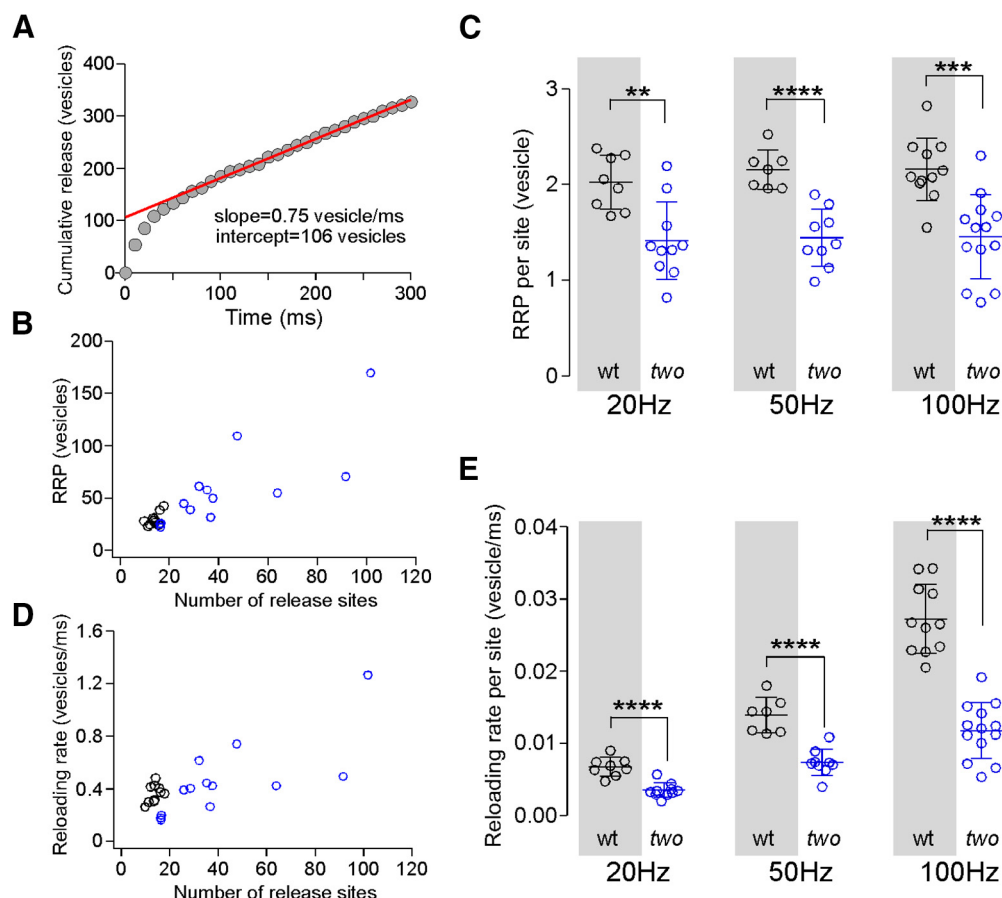 A
Cumulative release (vesicles)
400
300
200
100
0
slope=0.75 vesicle/ms
intercept=106 vesicles
0
100
200
300
Time (ms)
B
RRP (vesicles)
200
150
100
50
0
0
20
40
60
80
100
120
Number of release sites
D
Reloading rate (vesicles/ms)
1.6
1.2
0.8
0.4
0
0
20
40
60
80
100
120
Number of release sites
C
RRP per site (vesicle)
3
2
1
0
**
****
***
wt
two
wt
two
wt
two
20Hz
50Hz
100Hz
E
Reloading rate per site (vesicle/ms)
0.04
0.03
0.02
0.01
0.00
****
****
****
wt
two
wt
two
wt
two
20Hz
50Hz
100Hz